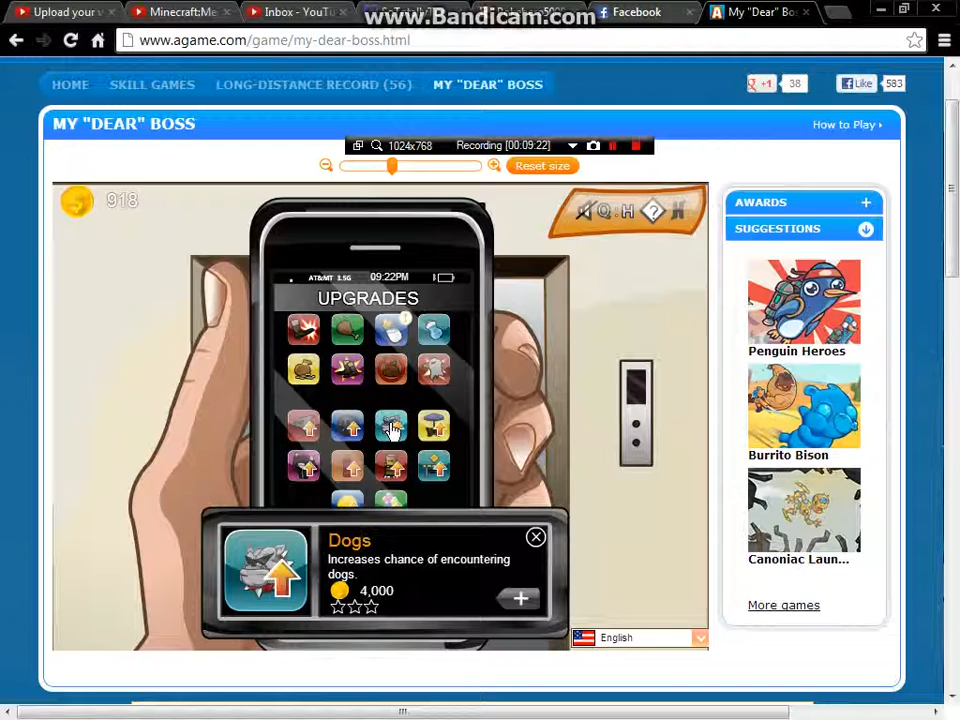 www.Bandicam.com
Upload your v
Minecraft:Me
Inbox - YouTu
Facebook
My "Dear" Bos
www.agame.com/game/my-dear-boss.html
HOME
SKILL GAMES
LONG-DISTANCE RECORD (56)
MY "DEAR" BOSS
+1
38
Like
583
MY "DEAR" BOSS
How to Play
1024x768
Recording [00:09:22]
Reset size
918
Q
H
?
AWARDS
+
SUGGESTIONS
AT&MT 3.5G
09:22PM
UPGRADES
Penguin Heroes
Burrito Bison
Canoniac Laun...
More games
Dogs
Increases chance of encountering
dogs.
4,000
English